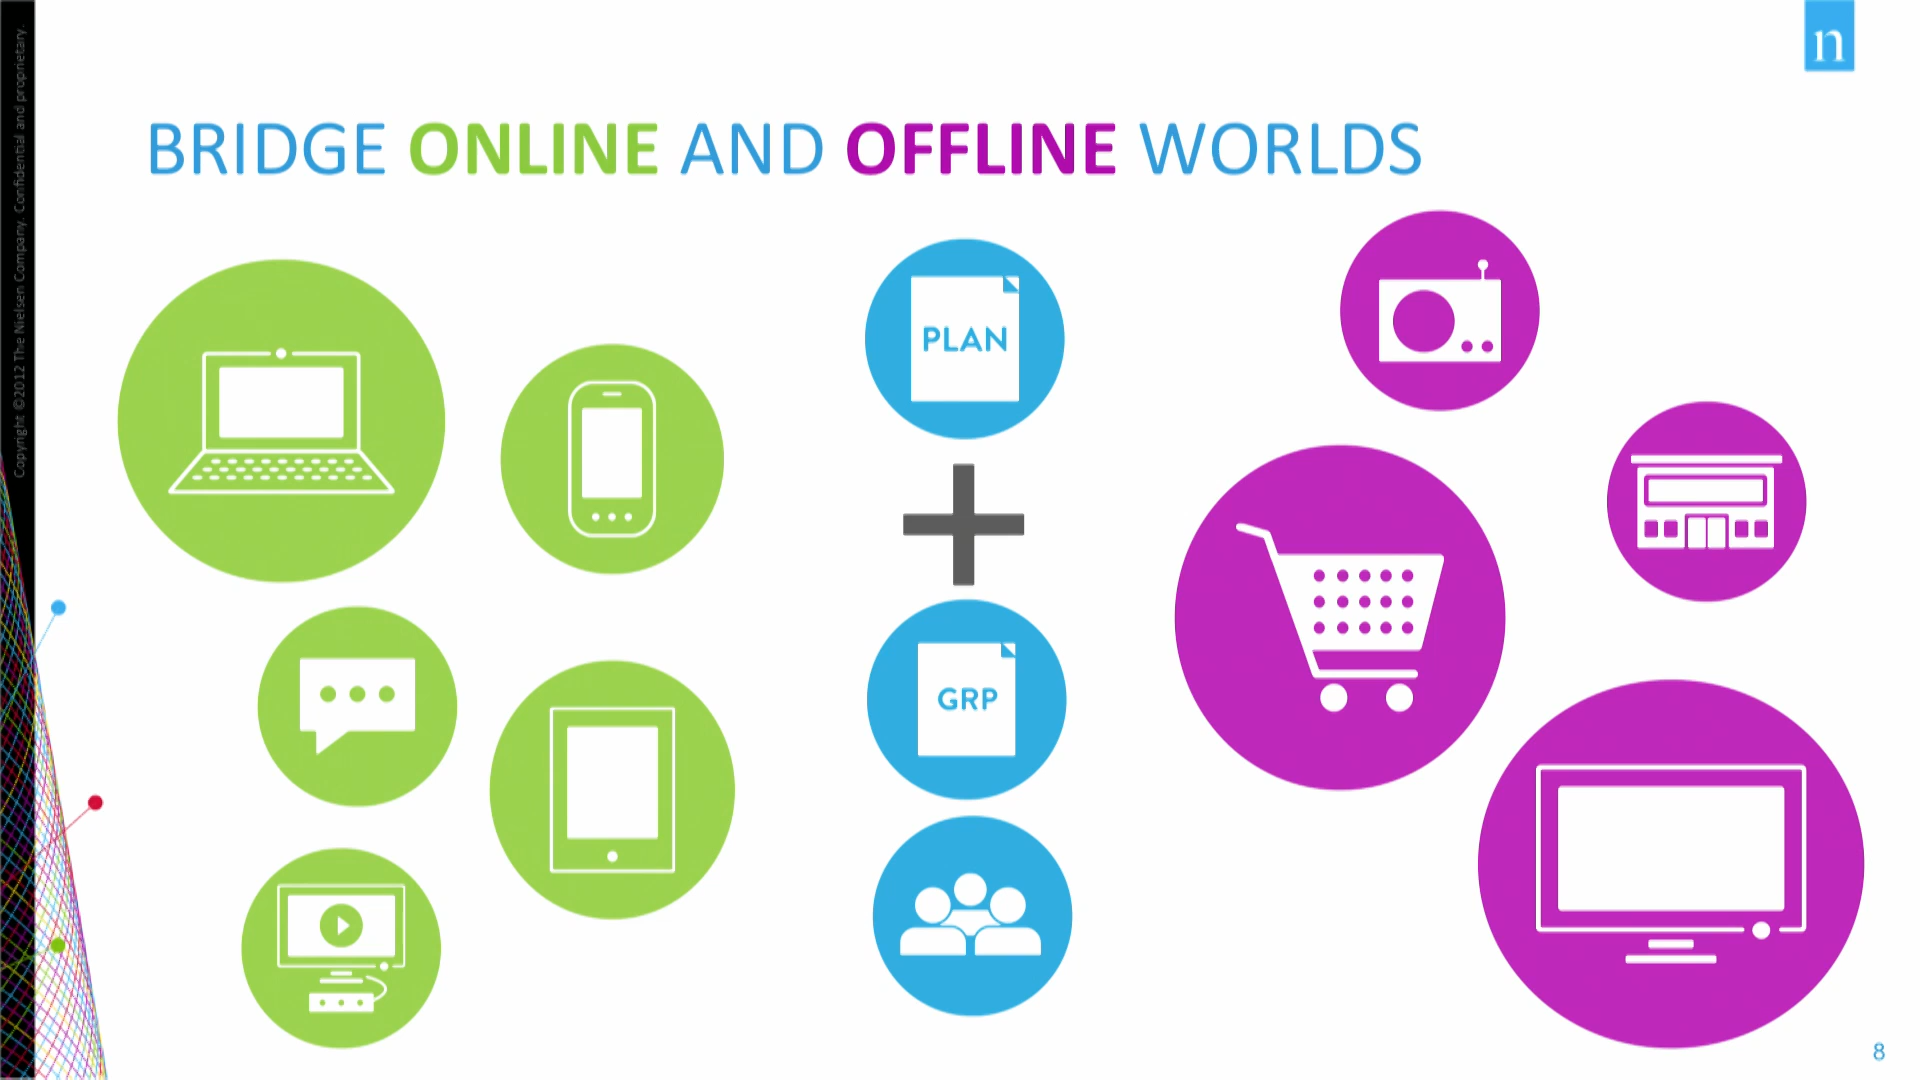 n
BRIDGE ONLINE AND OFFLINE WORLDS
PLAN
GRP
Copyright ©2012 The Nielsen Company. Confidential and proprietary.
8